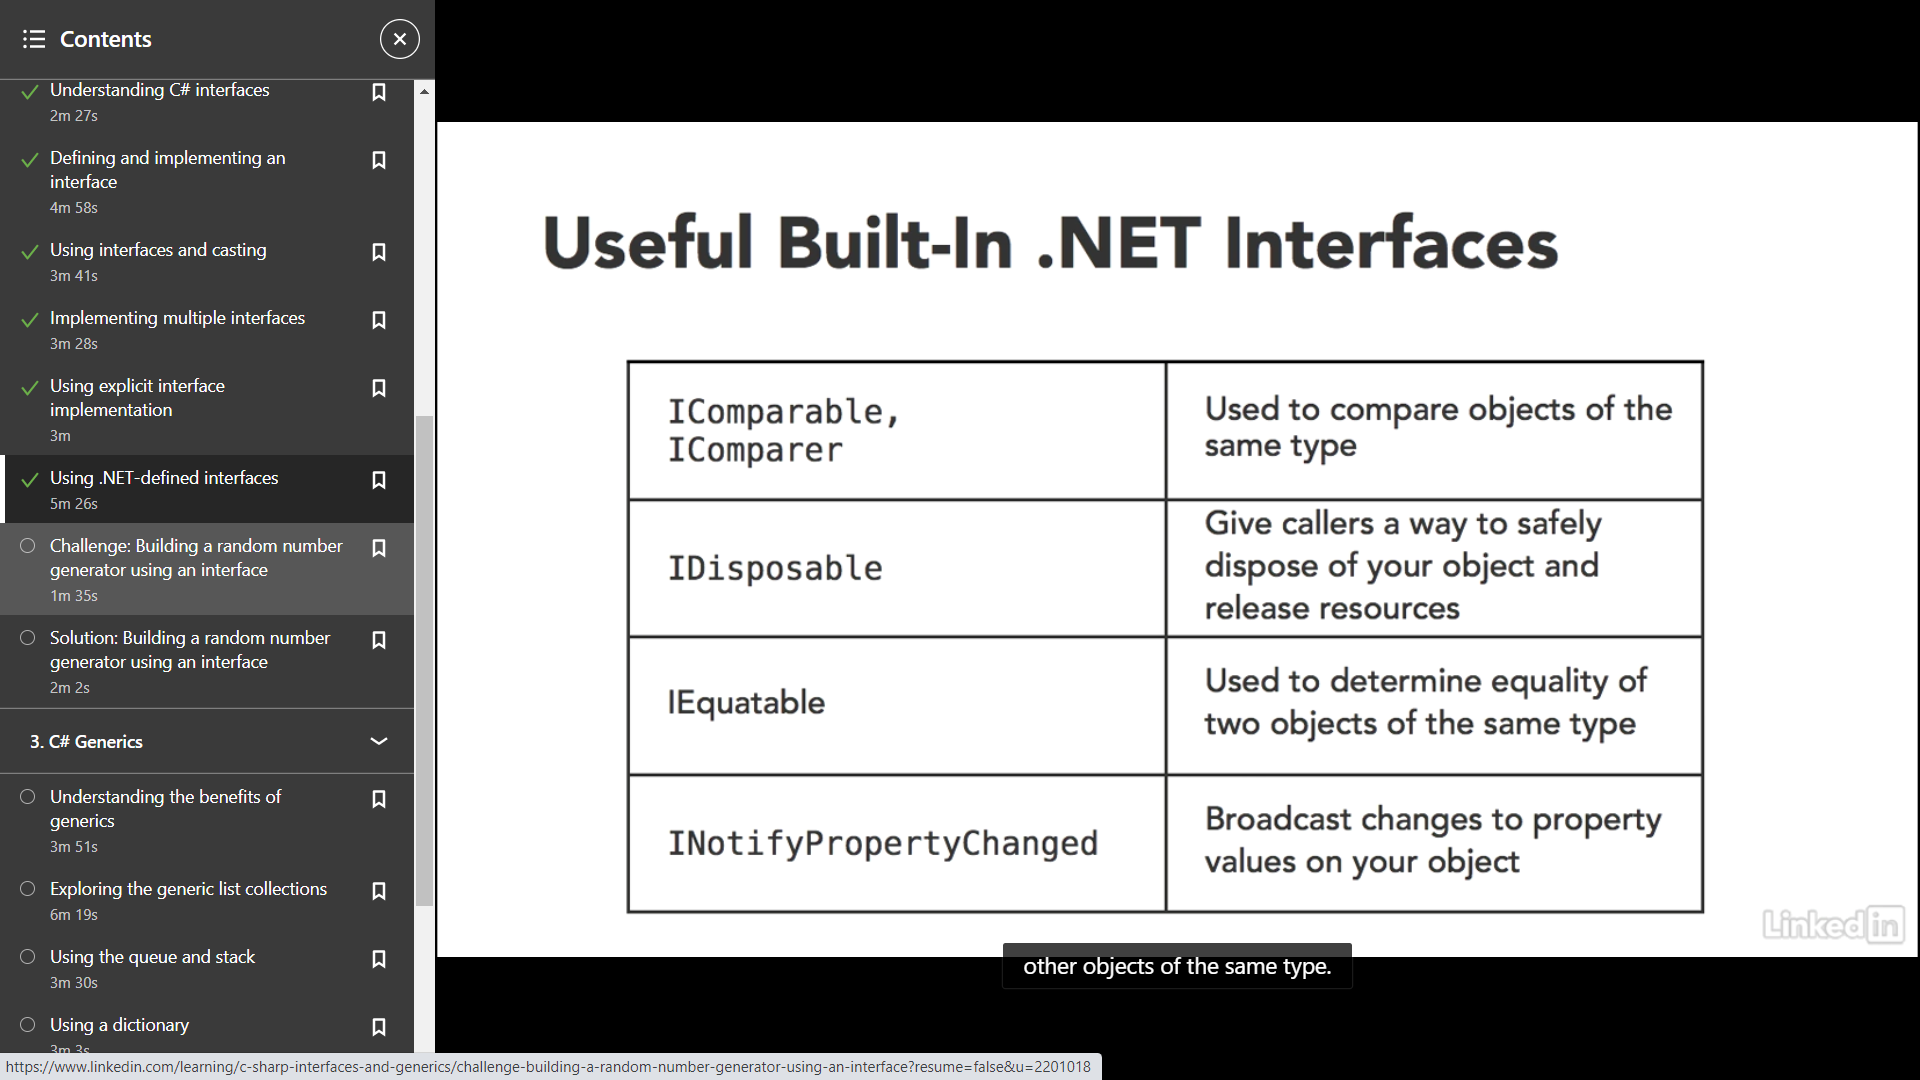 Contents
Understanding C# interfaces
2m 27s
Defining and implementing an
interface
4m 58s
Using interfaces and casting
3m 41s
Implementing multiple interfaces
3m 28s
Using explicit interface
implementation
3m
Using .NET-defined interfaces
5m 26s
Challenge: Building a random number
generator using an interface
1m 35s
Solution: Building a random number
generator using an interface
2m 2s
3. C# Generics
Understanding the benefits of
generics
3m 51s
Exploring the generic list collections
6m 19s
Using the queue and stack
3m 30s
Using a dictionary
3m 3s
https://www.linkedin.com/learning/c-sharp-interfaces-and-generics/challenge-building-a-random-number-generator-using-an-interface?resume=false&u=2201018
Useful Built-In .NET Interfaces
IComparable,
IComparer
Used to compare objects of the
same type
IDisposable
Give callers a way to safely
dispose of your object and
release resources
IEquatable
Used to determine equality of
two objects of the same type
INotifyPropertyChanged
Broadcast changes to property
values on your object
Linked in
other objects of the same type.